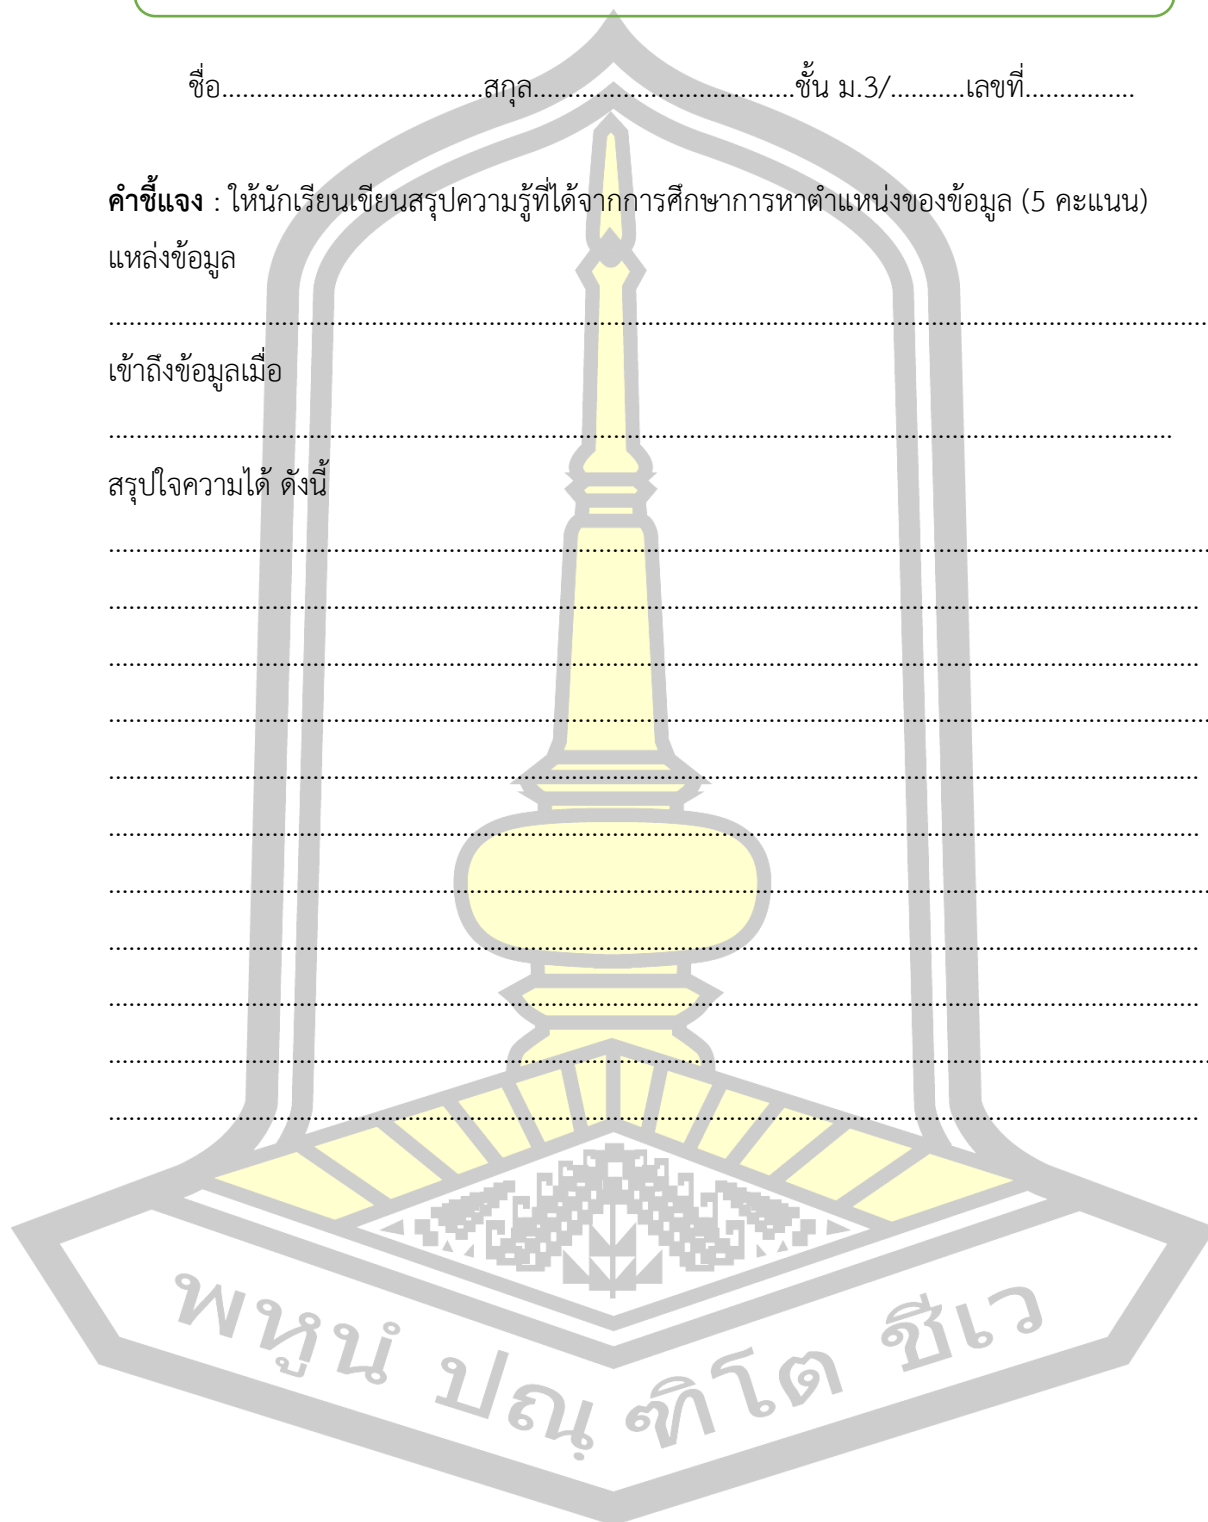 ชื่อ......................................สกุล......................................ชั้น ม.3/...........เลขที่................
คำชี้แจง : ให้นักเรียนเขียนสรุปความรู้ที่ได้จากการศึกษาการหาตำแหน่งของข้อมูล (5 คะแนน)
แหล่งข้อมูล
................................................................................................................................................................
เข้าถึงข้อมูลเมื่อ
..........................................................................................................................................................
สรุปใจความได้ ดังนี้
................................................................................................................................................................
..............................................................................................................................................................
..............................................................................................................................................................
................................................................................................................................................................
..............................................................................................................................................................
..............................................................................................................................................................
................................................................................................................................................................
..............................................................................................................................................................
..............................................................................................................................................................
................................................................................................................................................................
..............................................................................................................................................................
พหูนํ ปณฺฑิโต ชีเว